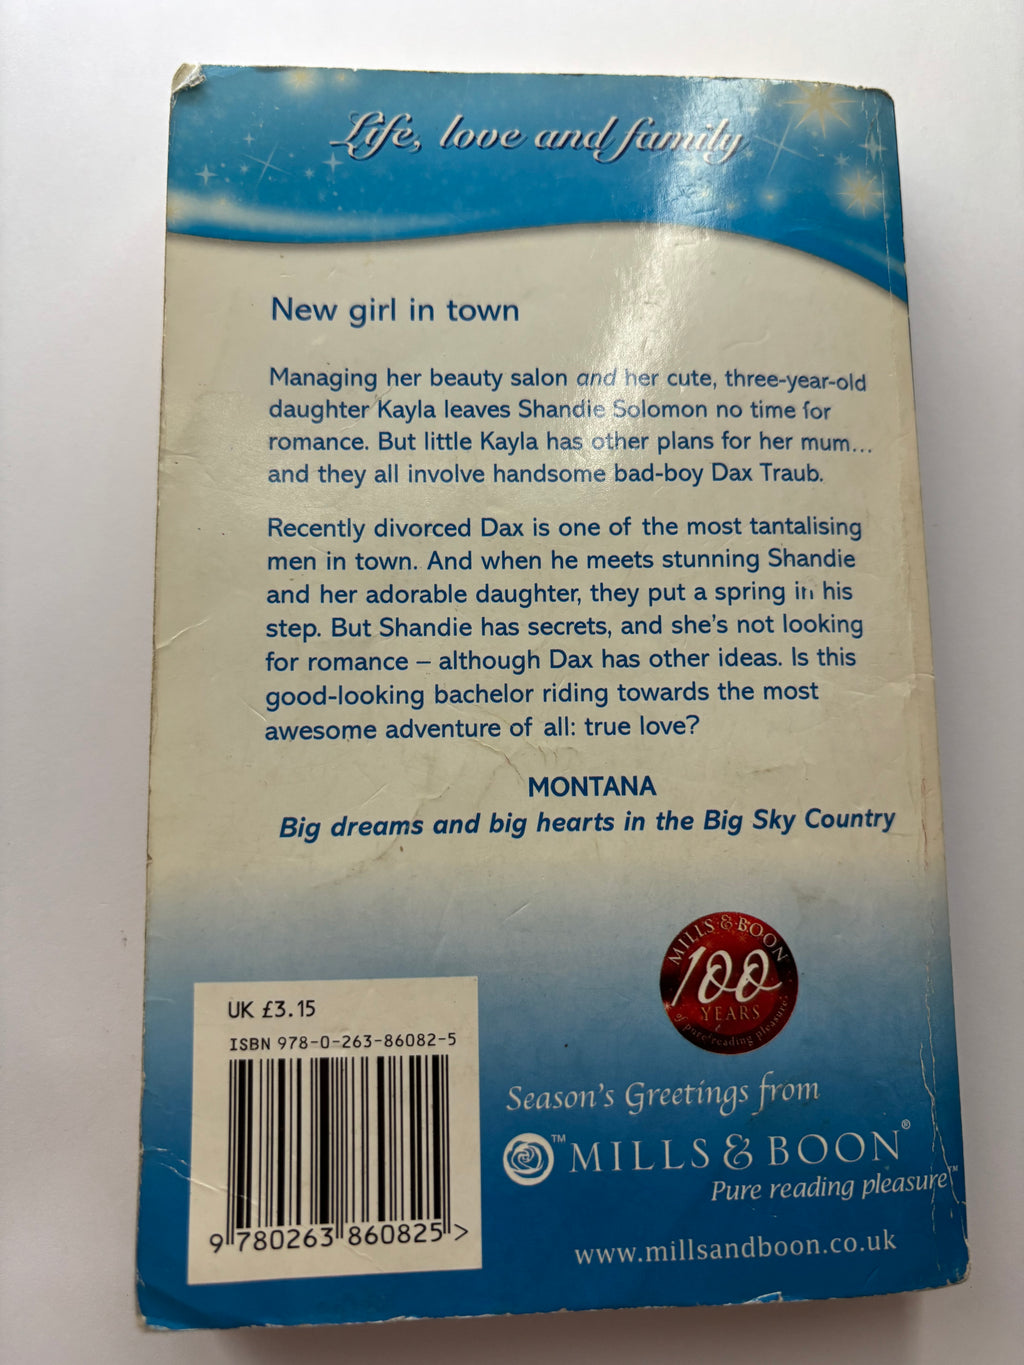 Life, love and family
New girl in town
Managing her beauty salon and her cute, three-year-old
daughter Kayla leaves Shandie Solomon no time for
romance. But little Kayla has other plans for her mum...
and they all involve handsome bad-boy Dax Traub.
Recently divorced Dax is one of the most tantalising
men in town. And when he meets stunning Shandie
and her adorable daughter, they put a spring in his
step. But Shandie has secrets, and she's not looking
for romance – although Dax has other ideas. Is this
good-looking bachelor riding towards the most
awesome adventure of all: true love?
MONTANA
Big dreams and big hearts in the Big Sky Country
MILLS & BOON
100
YEARS
of pure reading pleasure
UK £3.15
ISBN 978-0-263-86082-5
9 780263 860825 >
Season's Greetings from
™ MILLS & BOON®
Pure reading pleasure™
www.millsandboon.co.uk